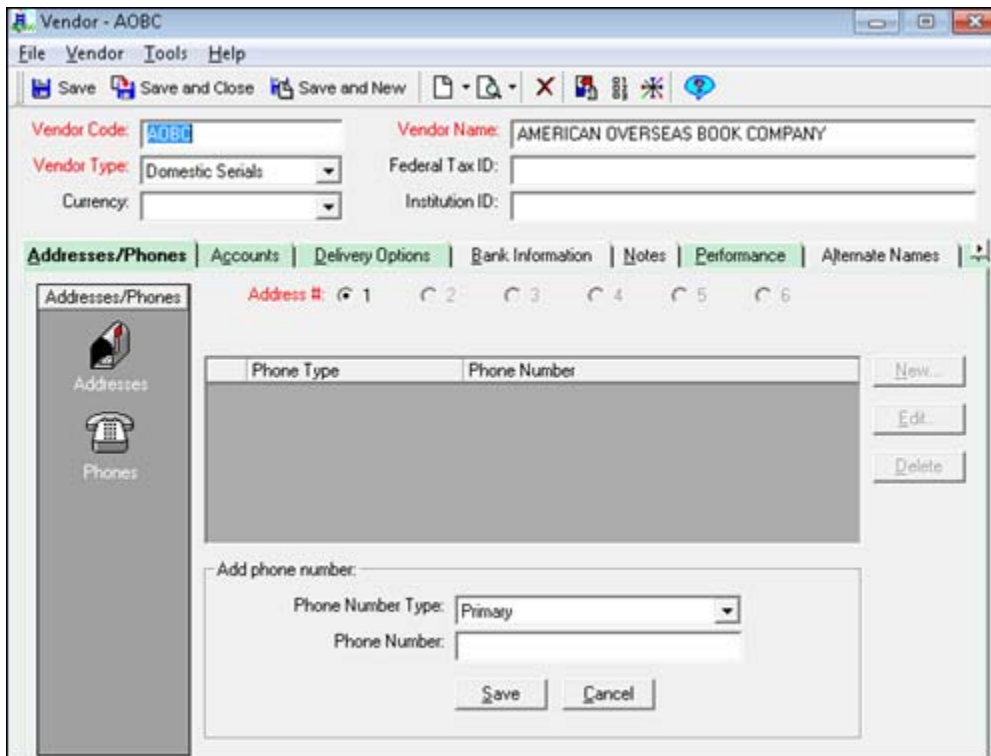 Vendor - AOBC
File Vendor Tools Help
Save Save and Close Save and New
Vendor Code: AOBC Vendor Name: AMERICAN OVERSEAS BOOK COMPANY
Vendor Type: Domestic Serials Federal Tax ID:
Currency: Institution ID:
Addresses/Phones Accounts Delivery Options Bank Information Notes Performance Alternate Names
Addresses/Phones Address #: 1 2 3 4 5 6
Addresses
Phones
Phone Type Phone Number
New...
Edit...
Delete
Add phone number:
Phone Number Type: Primary
Phone Number:
Save Cancel